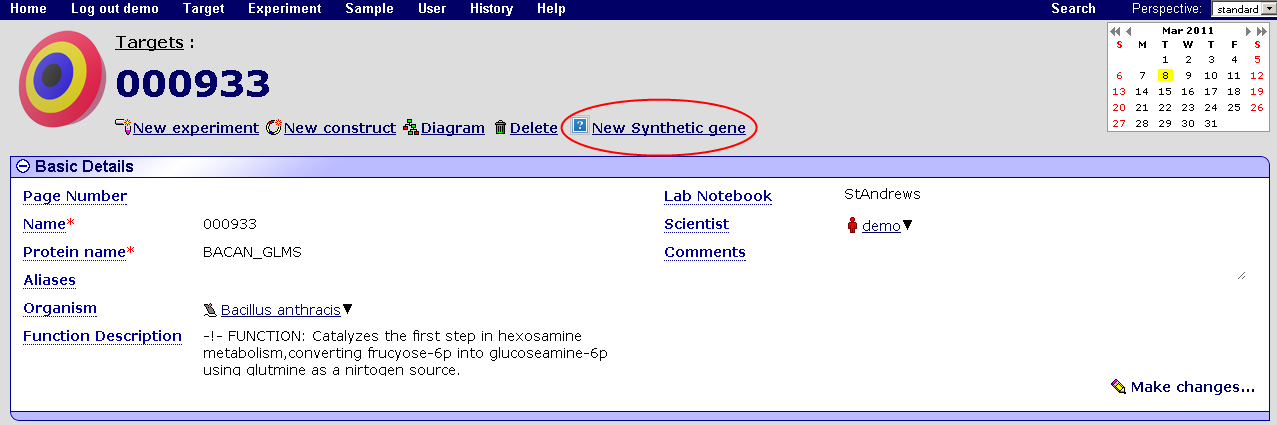 Home Log out demo Target Experiment Sample User History Help Search Perspective: standard
Targets :
000933
New experiment New construct Diagram Delete ? New Synthetic gene
Mar 2011
S M T W T F S
1 2 3 4 5
6 7 8 9 10 11 12
13 14 15 16 17 18 19
20 21 22 23 24 25 26
27 28 29 30 31
Basic Details
Page Number
Name* 000933
Protein name* BACAN_GLMS
Aliases
Organism Bacillus anthracis
Function Description -!- FUNCTION: Catalyzes the first step in hexosamine
metabolism,converting frucyose-6p into glucoseamine-6p
using glutmine as a nirtogen source.
Lab Notebook StAndrews
Scientist demo
Comments
Make changes...